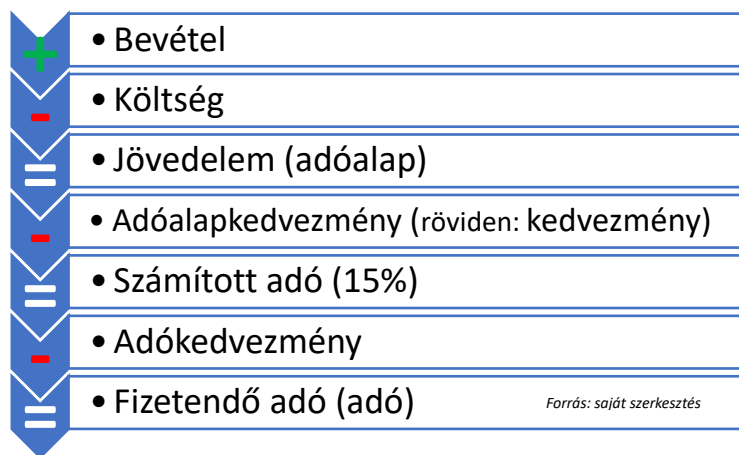 + • Bevétel
- • Költség
= • Jövedelem (adóalap)
- • Adóalapkedvezmény (röviden: kedvezmény)
= • Számított adó (15%)
- • Adókedvezmény
= • Fizetendő adó (adó) Forrás: saját szerkesztés